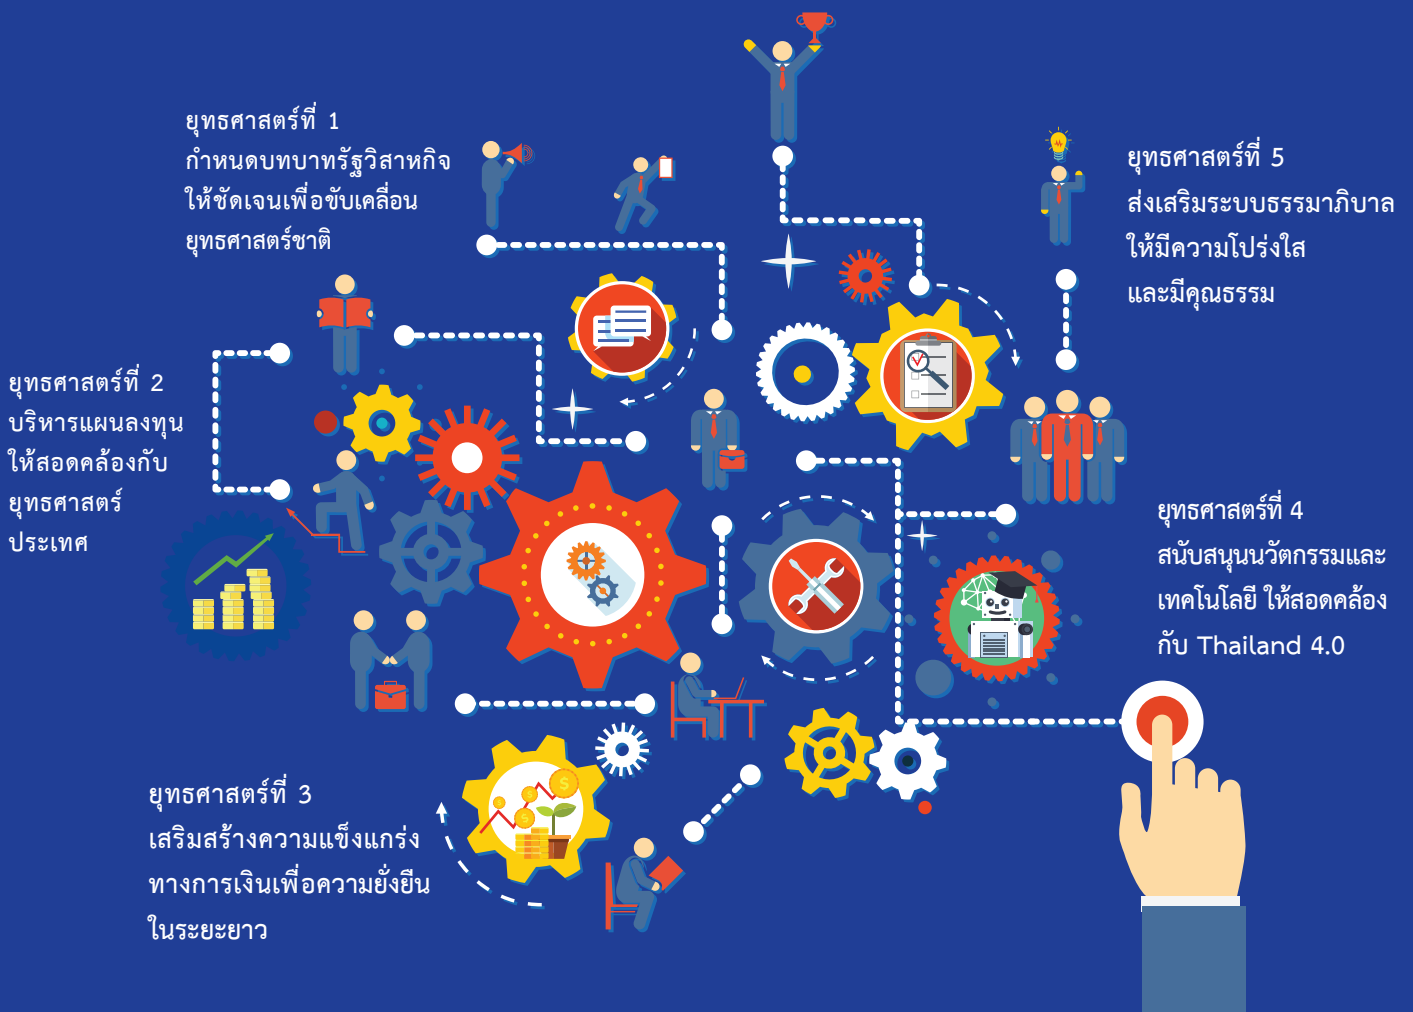 ยุทธศาสตร์ที่ 1
กำหนดบทบาทรัฐวิสาหกิจ
ให้ชัดเจนเพื่อขับเคลื่อน
ยุทธศาสตร์ชาติ
ยุทธศาสตร์ที่ 2
บริหารแผนลงทุน
ให้สอดคล้องกับ
ยุทธศาสตร์
ประเทศ
ยุทธศาสตร์ที่ 3
เสริมสร้างความแข็งแกร่ง
ทางการเงินเพื่อความยั่งยืน
ในระยะยาว
ยุทธศาสตร์ที่ 4
สนับสนุนนวัตกรรมและ
เทคโนโลยี ให้สอดคล้อง
กับ Thailand 4.0
ยุทธศาสตร์ที่ 5
ส่งเสริมระบบธรรมาภิบาล
ให้มีความโปร่งใส
และมีคุณธรรม